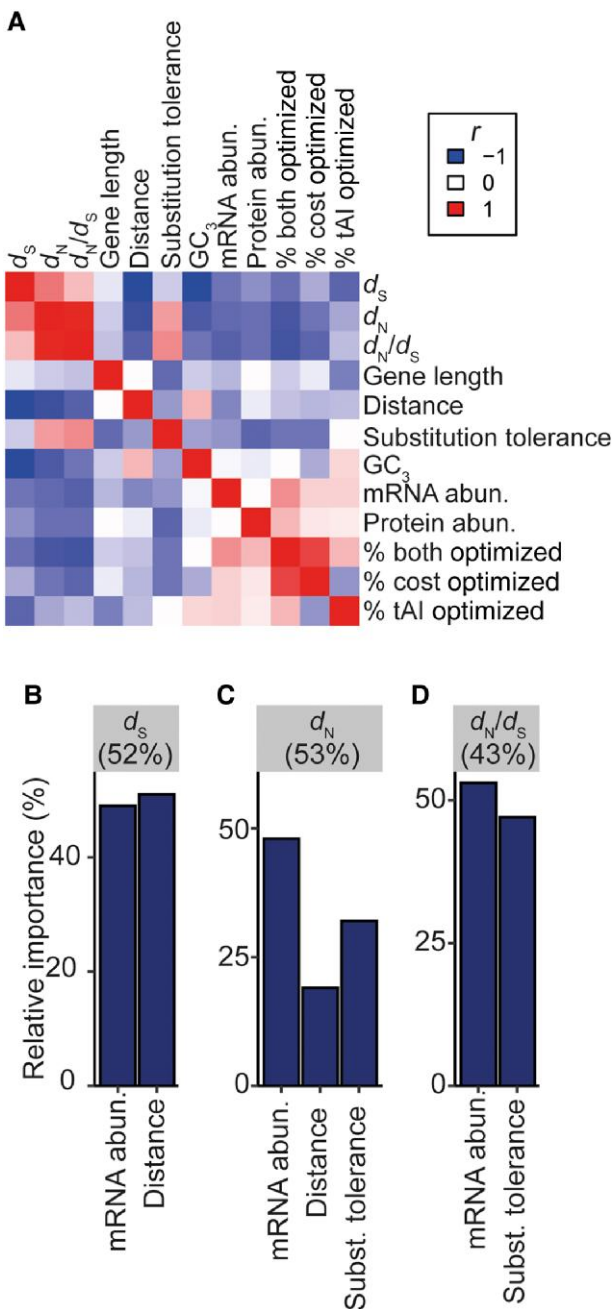 A
r
−1
0
1
dS
dN
dN/dS
Gene length
Distance
Substitution tolerance
GC3
mRNA abun.
Protein abun.
% both optimized
% cost optimized
% tAI optimized
dS
dN
dN/dS
Gene length
Distance
Substitution tolerance
GC3
mRNA abun.
Protein abun.
% both optimized
% cost optimized
% tAI optimized
B
dS
(52%)
Relative importance (%)
40
20
0
mRNA abun.
Distance
C
dN
(53%)
50
25
0
mRNA abun.
Distance
Subst. tolerance
D
dN/dS
(43%)
50
25
0
mRNA abun.
Subst. tolerance